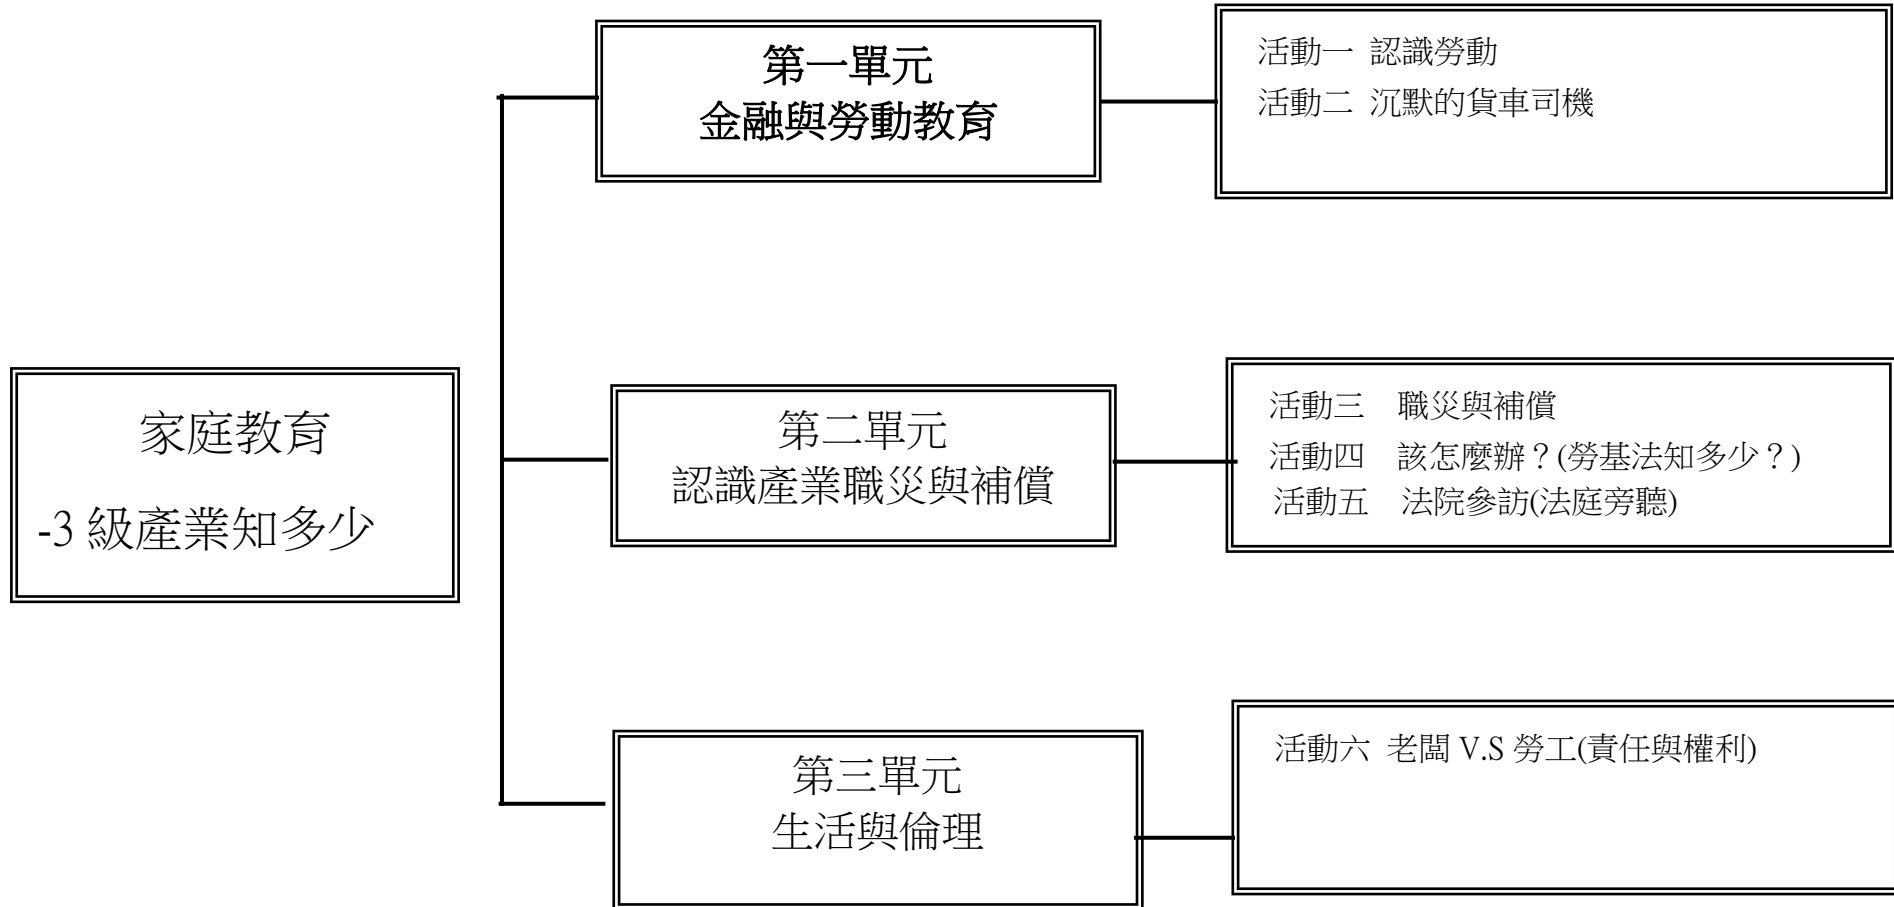 家庭教育
-3 級產業知多少
第一單元
金融與勞動教育
活動一 認識勞動
活動二 沉默的貨車司機
第二單元
認識產業職災與補償
活動三 職災與補償
活動四 該怎麼辦？(勞基法知多少？)
活動五 法院參訪(法庭旁聽)
第三單元
生活與倫理
活動六 老闆 V.S 勞工(責任與權利)